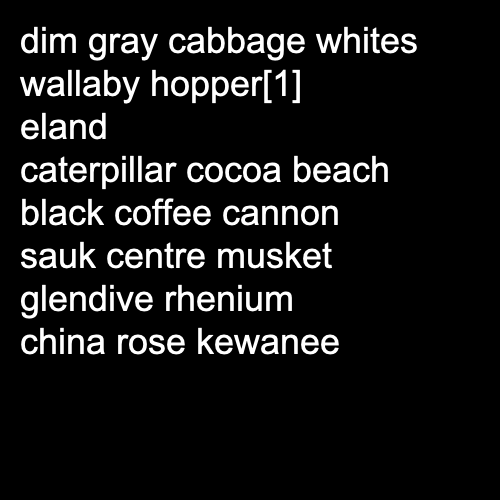 dim gray cabbage whites
wallaby hopper[1]
eland
caterpillar cocoa beach
black coffee cannon
sauk centre musket
glendive rhenium
china rose kewanee